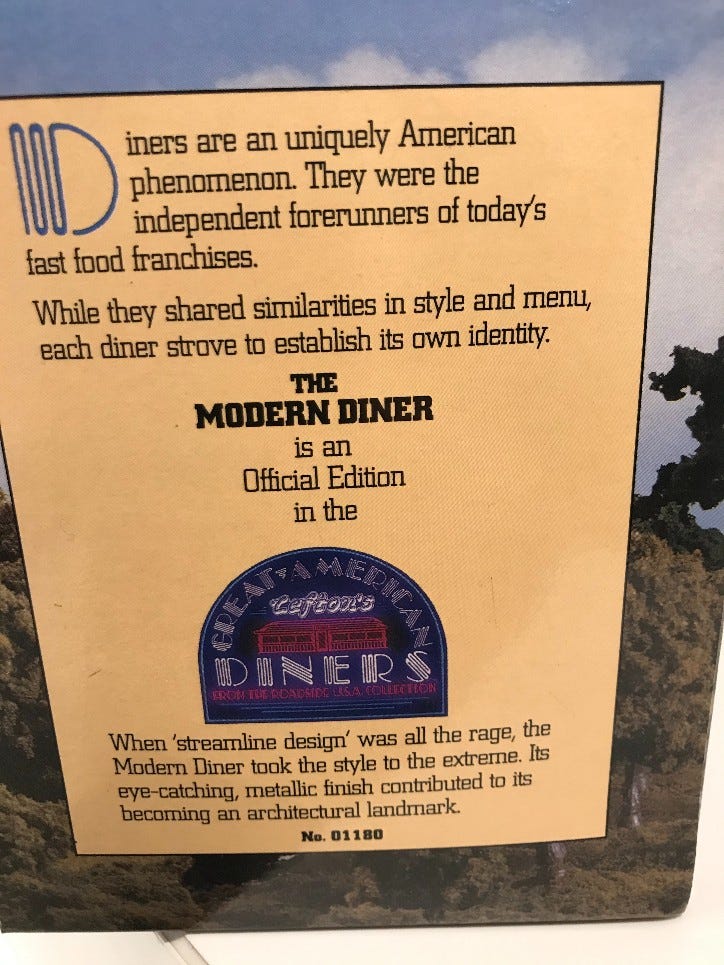 Diners are an uniquely American
phenomenon. They were the
independent forerunners of today's
fast food franchises.
While they shared similarities in style and menu,
each diner strove to establish its own identity.
THE
MODERN DINER
is an
Official Edition
in the
GREAT AMERICAN
Lefton's
DINERS
FROM THE ROADSIDE U.S.A. COLLECTION
When 'streamline design' was all the rage, the
Modern Diner took the style to the extreme. Its
eye-catching, metallic finish contributed to its
becoming an architectural landmark.
No. 01180